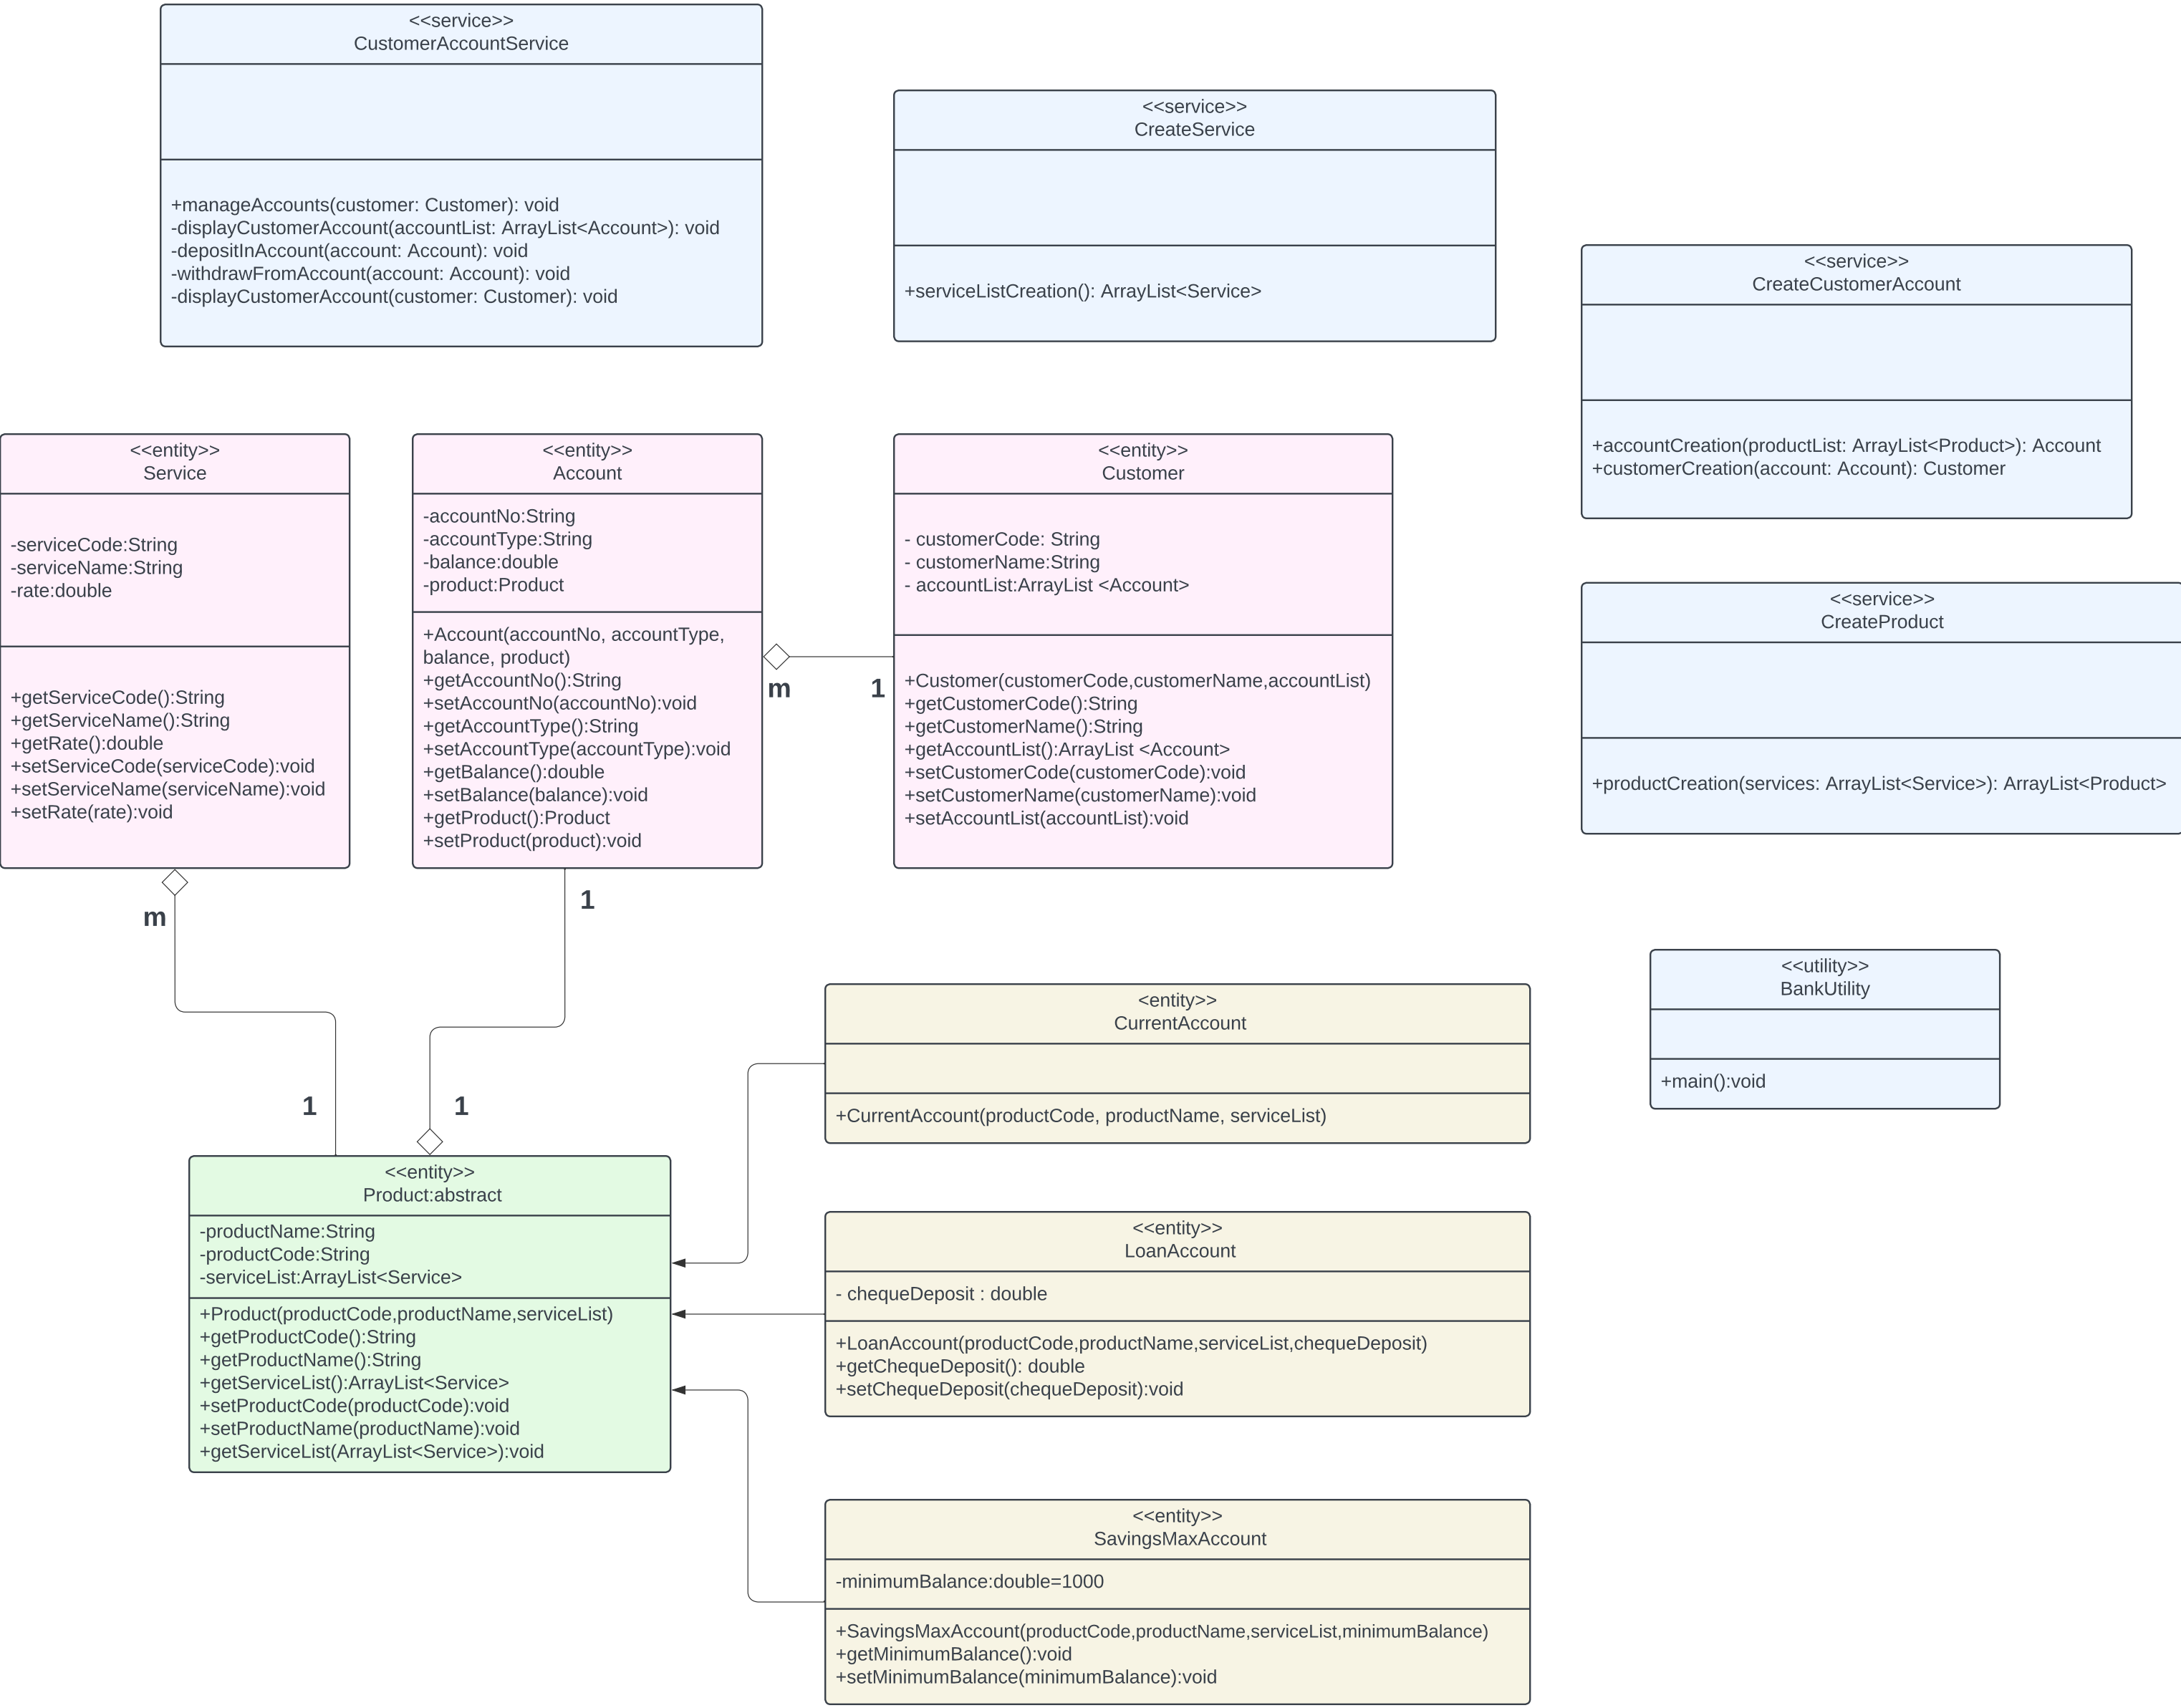 <<service>>
CustomerAccountService
+manageAccounts(customer: Customer): void
-displayCustomerAccount(accountList: ArrayList<Account>): void
-depositInAccount(account: Account): void
-withdrawFromAccount(account: Account): void
-displayCustomerAccount(customer: Customer): void
<<service>>
CreateService
+serviceListCreation(): ArrayList<Service>
<<service>>
CreateCustomerAccount
+accountCreation(productList: ArrayList<Product>): Account
+customerCreation(account: Account): Customer
<<entity>>
Service
-serviceCode:String
-serviceName:String
-rate:double
+getServiceCode():String
+getServiceName():String
+getRate():double
+setServiceCode(serviceCode):void
+setServiceName(serviceName):void
+setRate(rate):void
<<entity>>
Account
-accountNo:String
-accountType:String
-balance:double
-product:Product
+Account(accountNo, accountType,
balance, product)
+getAccountNo():String
+setAccountNo(accountNo):void
+getAccountType():String
+setAccountType(accountType):void
+getBalance():double
+setBalance(balance):void
+getProduct():Product
+setProduct(product):void
m
1
<<entity>>
Customer
- customerCode: String
- customerName:String
- accountList:ArrayList <Account>
+Customer(customerCode,customerName,accountList)
+getCustomerCode():String
+getCustomerName():String
+getAccountList():ArrayList <Account>
+setCustomerCode(customerCode):void
+setCustomerName(customerName):void
+setAccountList(accountList):void
<<service>>
CreateProduct
+productCreation(services: ArrayList<Service>): ArrayList<Product>
m
1
1
1
<<utility>>
BankUtility
+main():void
<entity>>
CurrentAccount
+CurrentAccount(productCode, productName, serviceList)
<<entity>>
Product:abstract
-productName:String
-productCode:String
-serviceList:ArrayList<Service>
+Product(productCode,productName,serviceList)
+getProductCode():String
+getProductName():String
+getServiceList():ArrayList<Service>
+setProductCode(productCode):void
+setProductName(productName):void
+getServiceList(ArrayList<Service>):void
<<entity>>
LoanAccount
- chequeDeposit : double
+LoanAccount(productCode,productName,serviceList,chequeDeposit)
+getChequeDeposit(): double
+setChequeDeposit(chequeDeposit):void
<<entity>>
SavingsMaxAccount
-minimumBalance:double=1000
+SavingsMaxAccount(productCode,productName,serviceList,minimumBalance)
+getMinimumBalance():void
+setMinimumBalance(minimumBalance):void